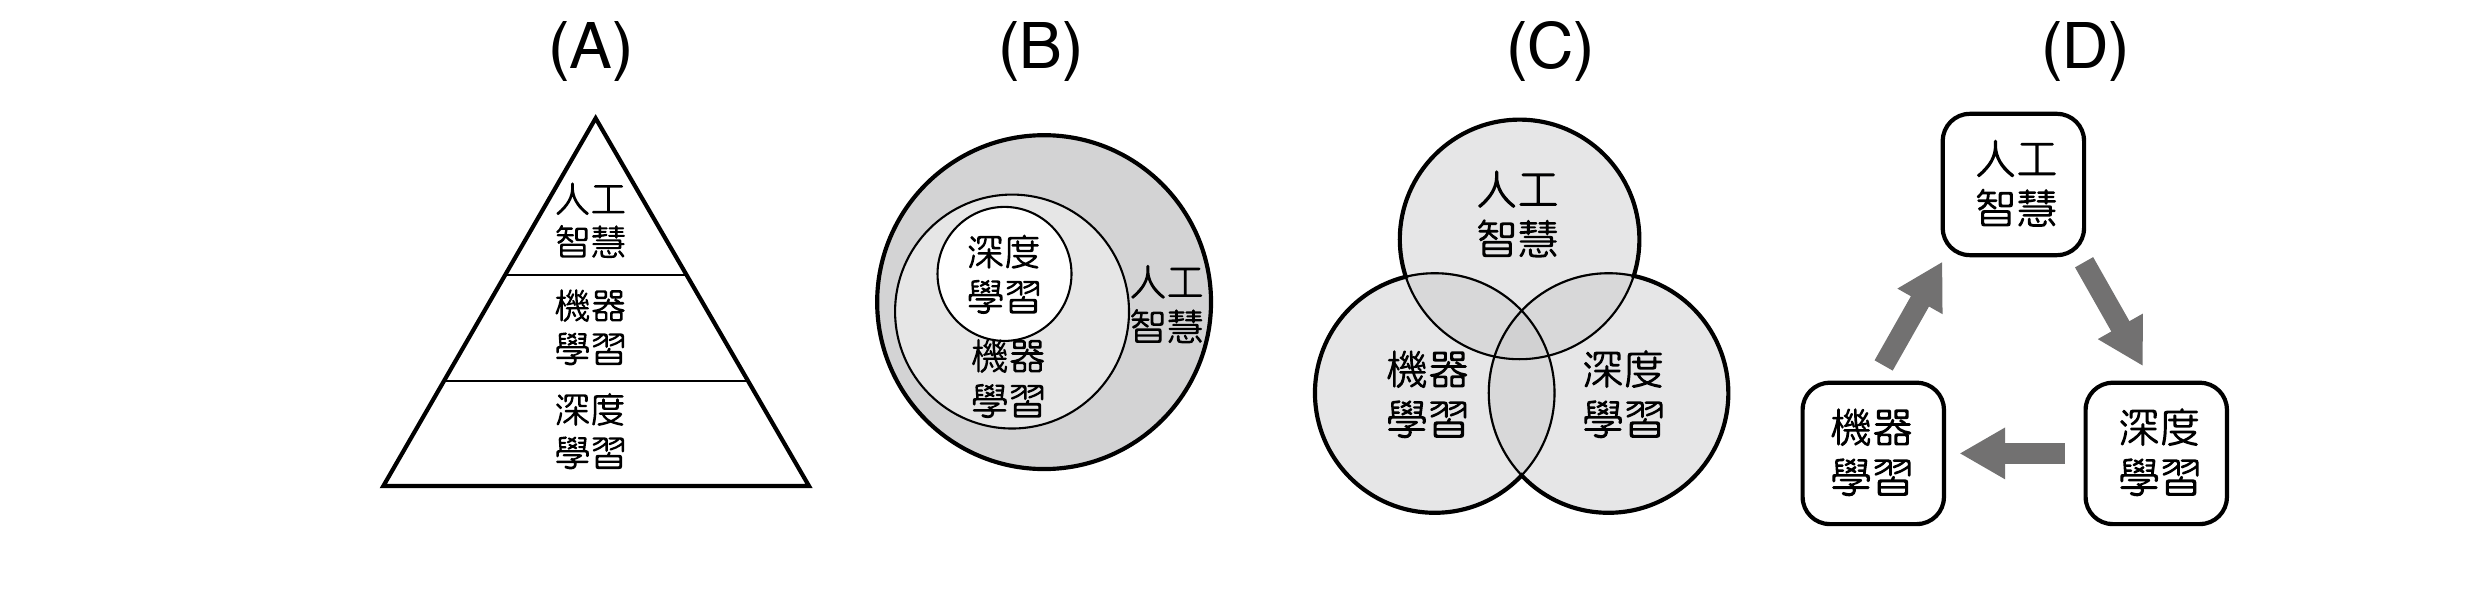 (A)
人工
智慧
機器
學習
深度
學習
(B)
深度
學習
機器
學習
人工
智慧
(C)
人工
智慧
機器
學習
深度
學習
(D)
人工
智慧
機器
學習
深度
學習